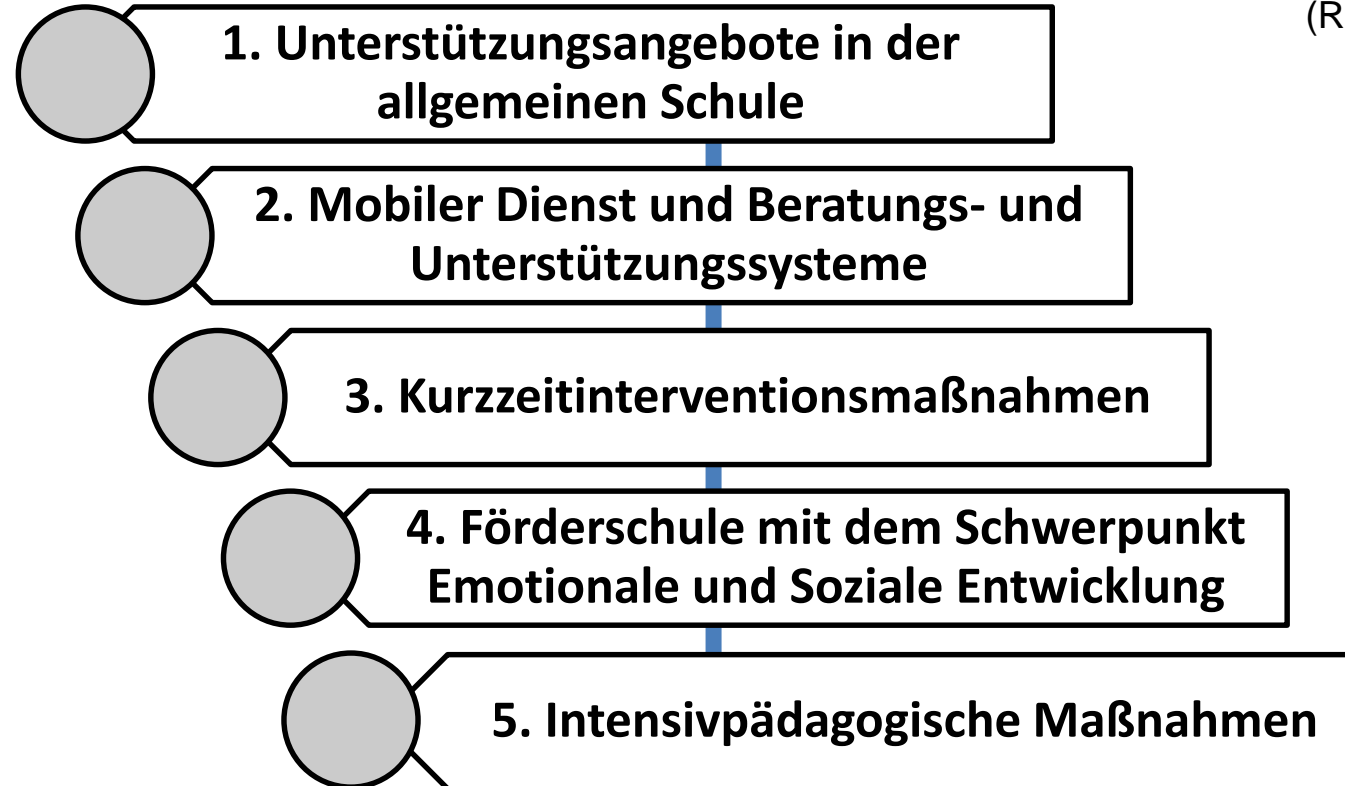 (R
1. Unterstützungsangebote in der
allgemeinen Schule
2. Mobiler Dienst und Beratungs- und
Unterstützungssysteme
3. Kurzzeitinterventionsmaßnahmen
4. Förderschule mit dem Schwerpunkt
Emotionale und Soziale Entwicklung
5. Intensivpädagogische Maßnahmen